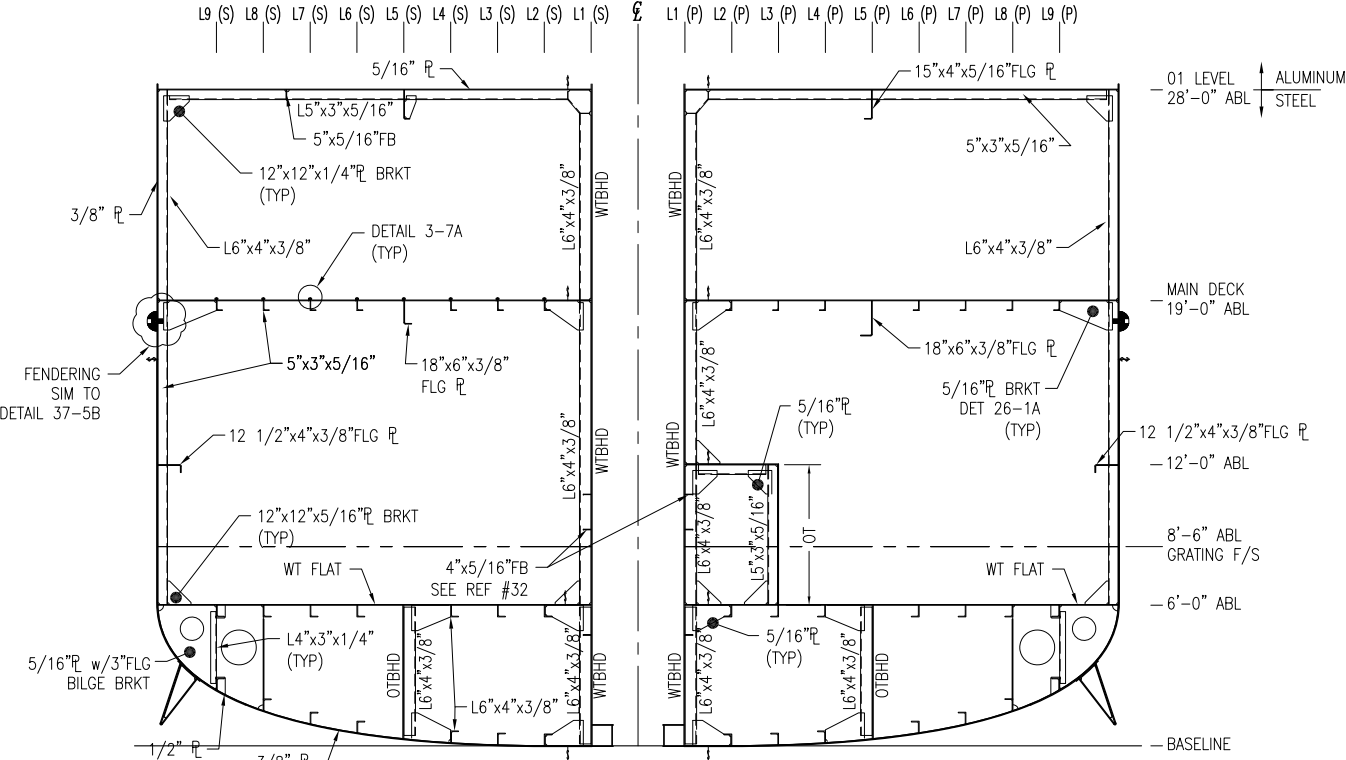 L9 (S) L8 (S) L7 (S) L6 (S) L5 (S) L4 (S) L3 (S) L2 (S) L1 (S) ℄ L1 (P) L2 (P) L3 (P) L4 (P) L5 (P) L6 (P) L7 (P) L8 (P) L9 (P)
5/16" ℙL
15"x4"x5/16"FLG ℙL
01 LEVEL
28'-0" ABL
ALUMINUM
STEEL
L5"x3"x5/16"
5"x5/16"FB
5"x3"x5/16"
12"x12"x1/4"ℙL BRKT
(TYP)
3/8" ℙL
L6"x4"x3/8"
DETAIL 3-7A
(TYP)
L6"x4"x3/8"
WTBHD
WTBHD
L6"x4"x3/8"
L6"x4"x3/8"
MAIN DECK
19'-0" ABL
FENDERING
SIM TO
DETAIL 37-5B
5"x3"x5/16"
18"x6"x3/8"
FLG ℙL
18"x6"x3/8"FLG ℙL
5/16"ℙL BRKT
DET 26-1A
(TYP)
L6"x4"x3/8"
WTBHD
WTBHD
L6"x4"x3/8"
5/16"ℙL
(TYP)
12 1/2"x4"x3/8"FLG ℙL
12 1/2"x4"x3/8"FLG ℙL
12'-0" ABL
12"x12"x5/16"ℙL BRKT
(TYP)
L6"x4"x3/8"
L5"x3"x5/16"
OT
8'-6" ABL
GRATING F/S
WT FLAT
4"x5/16"FB
SEE REF #32
WT FLAT
6'-0" ABL
L4"x3"x1/4"
(TYP)
5/16"ℙL w/3"FLG
BILGE BRKT
OTBHD
L6"x4"x3/8"
L6"x4"x3/8"
L6"x4"x3/8"
WTBHD
WTBHD
L6"x4"x3/8"
5/16"ℙL
(TYP)
L6"x4"x3/8"
OTBHD
1/2" ℙL
3/8" ℙL
BASELINE